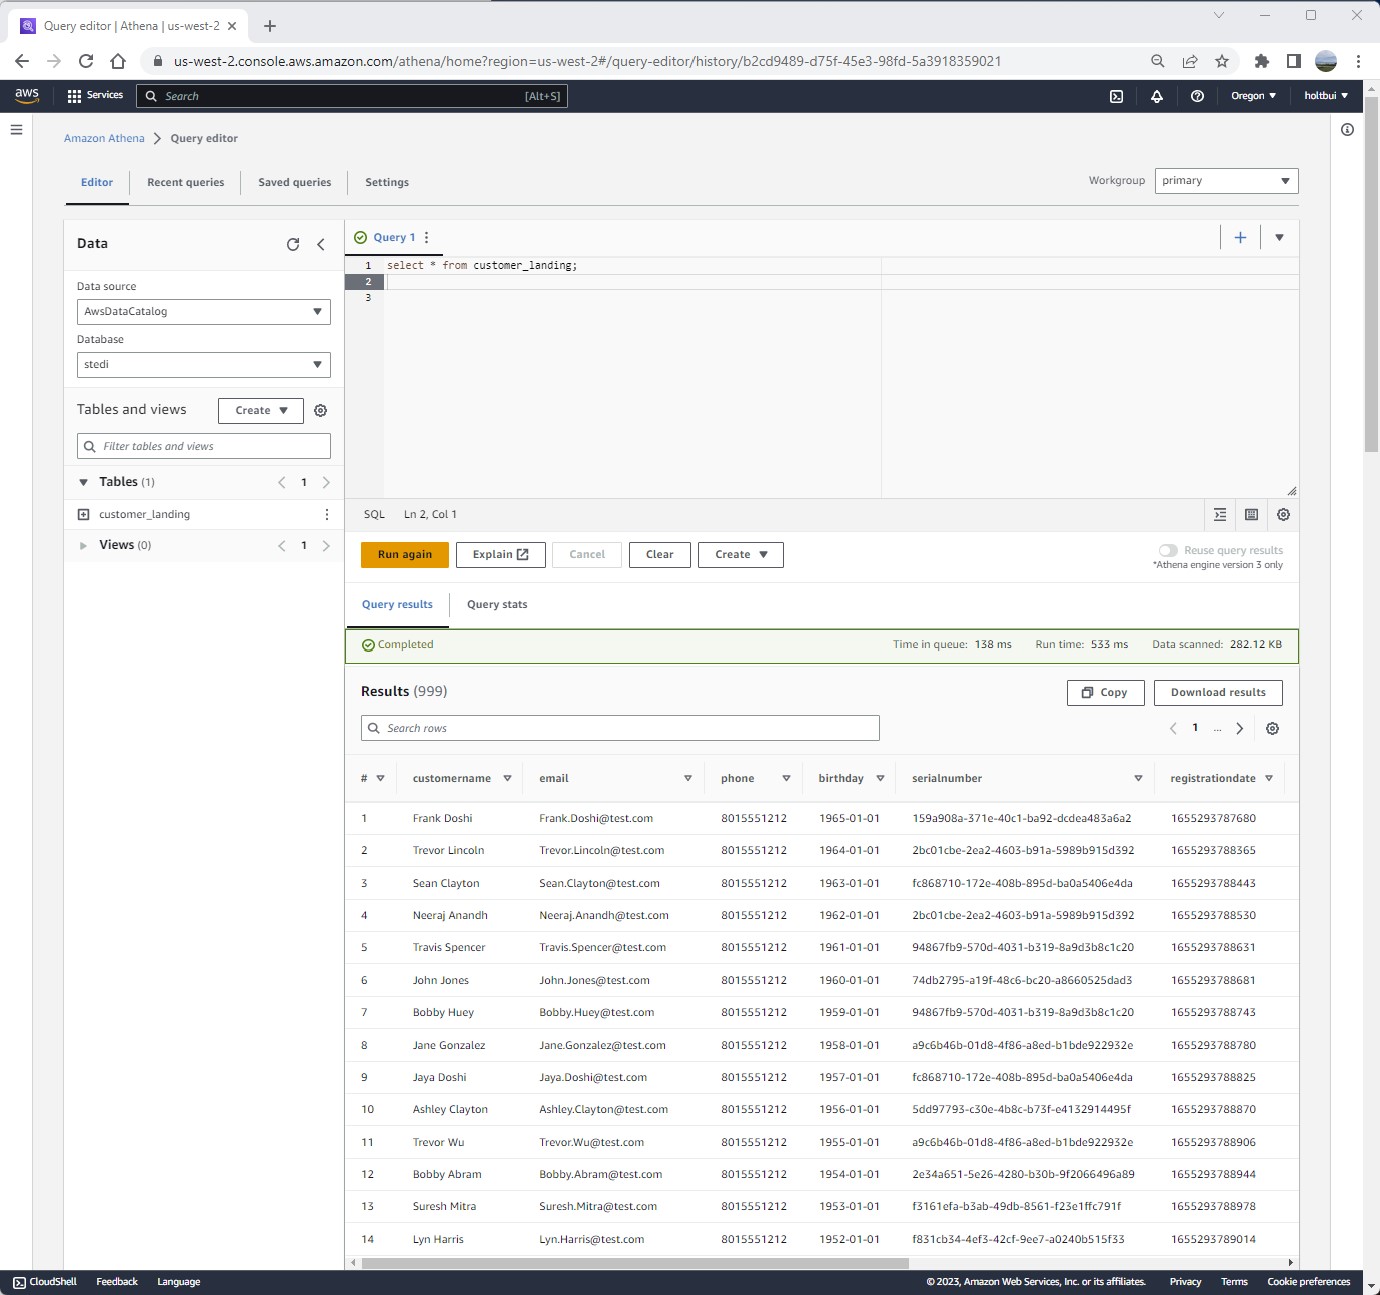 Query editor | Athena | us-west-2
us-west-2.console.aws.amazon.com/athena/home?region=us-west-2#/query-editor/history/b2cd9489-d75f-45e3-98fd-5a3918359021
aws Services Search [Alt+S] Oregon holtbui
Amazon Athena Query editor
Editor Recent queries Saved queries Settings Workgroup primary
Data
Data source
AwsDataCatalog
Database
stedi
Tables and views Create
Filter tables and views
Tables (1) 1
customer_landing
Views (0) 1
Query 1
1 select * from customer_landing;
2
3
SQL Ln 2, Col 1
Run again Explain Cancel Clear Create Reuse query results
*Athena engine version 3 only
Query results Query stats
Completed Time in queue: 138 ms Run time: 533 ms Data scanned: 282.12 KB
Results (999) Copy Download results
Search rows 1 ...
# customername email phone birthday serialnumber registrationdate
1 Frank Doshi Frank.Doshi@test.com 8015551212 1965-01-01 159a908a-371e-40c1-ba92-dcdea483a6a2 1655293787680
2 Trevor Lincoln Trevor.Lincoln@test.com 8015551212 1964-01-01 2bc01cbe-2ea2-4603-b91a-5989b915d392 1655293788365
3 Sean Clayton Sean.Clayton@test.com 8015551212 1963-01-01 fc868710-172e-408b-895d-ba0a5406e4da 1655293788443
4 Neeraj Anandh Neeraj.Anandh@test.com 8015551212 1962-01-01 2bc01cbe-2ea2-4603-b91a-5989b915d392 1655293788530
5 Travis Spencer Travis.Spencer@test.com 8015551212 1961-01-01 94867fb9-570d-4031-b319-8a9d3b8c1c20 1655293788631
6 John Jones John.Jones@test.com 8015551212 1960-01-01 74db2795-a19f-48c6-bc20-a8660525dad3 1655293788681
7 Bobby Huey Bobby.Huey@test.com 8015551212 1959-01-01 94867fb9-570d-4031-b319-8a9d3b8c1c20 1655293788743
8 Jane Gonzalez Jane.Gonzalez@test.com 8015551212 1958-01-01 a9c6b46b-01d8-4f86-a8ed-b1bde922932e 1655293788780
9 Jaya Doshi Jaya.Doshi@test.com 8015551212 1957-01-01 fc868710-172e-408b-895d-ba0a5406e4da 1655293788825
10 Ashley Clayton Ashley.Clayton@test.com 8015551212 1956-01-01 5dd97793-c30e-4b8c-b73f-e4132914495f 1655293788870
11 Trevor Wu Trevor.Wu@test.com 8015551212 1955-01-01 a9c6b46b-01d8-4f86-a8ed-b1bde922932e 1655293788906
12 Bobby Abram Bobby.Abram@test.com 8015551212 1954-01-01 2e34a651-5e26-4280-b30b-9f2066496a89 1655293788944
13 Suresh Mitra Suresh.Mitra@test.com 8015551212 1953-01-01 f3161efa-b3ab-49db-8561-f23e1ffc791f 1655293788978
14 Lyn Harris Lyn.Harris@test.com 8015551212 1952-01-01 f831cb34-4ef3-42cf-9ee7-a0240b515f33 1655293789014
CloudShell Feedback Language © 2023, Amazon Web Services, Inc. or its affiliates. Privacy Terms Cookie preferences